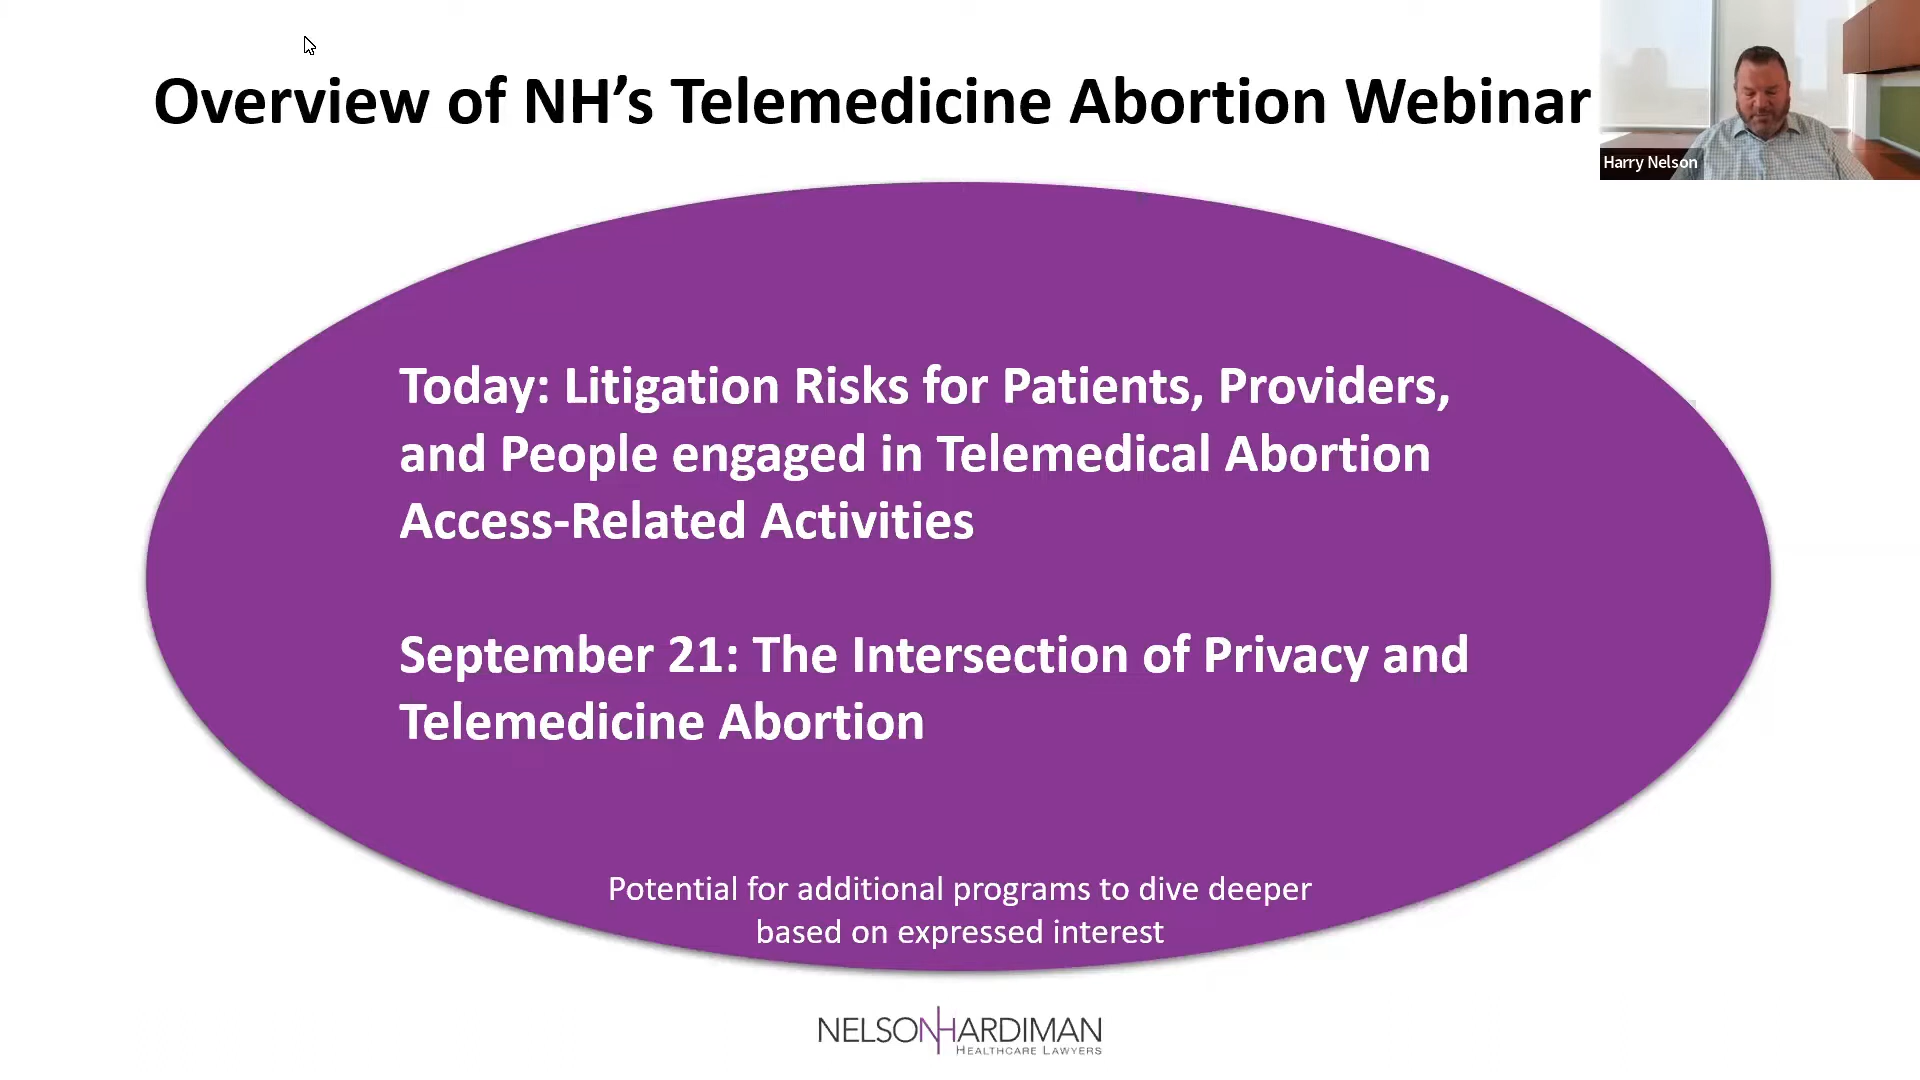 Overview of NH’s Telemedicine Abortion Webinar
Harry Nelson
Today: Litigation Risks for Patients, Providers,
and People engaged in Telemedical Abortion
Access-Related Activities
September 21: The Intersection of Privacy and
Telemedicine Abortion
Potential for additional programs to dive deeper
based on expressed interest
NELSONHARDIMAN
HEALTHCARE LAWYERS